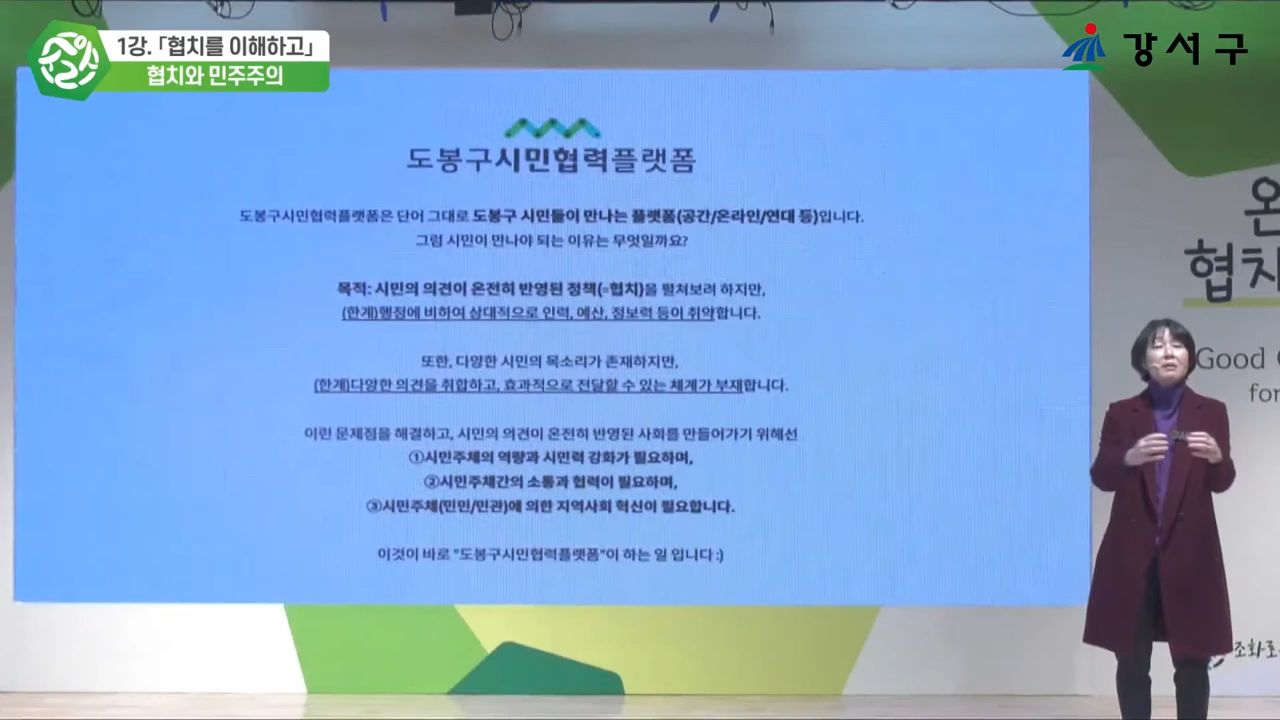 1강. 「협치를 이해하고」
협치와 민주주의
강서구
도봉구시민협력플랫폼
도봉구시민협력플랫폼은 단어 그대로 도봉구 시민들이 만나는 플랫폼(공간/온라인/연대 등)입니다.
그럼 시민이 만나야 되는 이유는 무엇일까요?
목적: 시민의 의견이 온전히 반영된 정책(=협치)을 펼쳐보려 하지만,
(한계)행정에 비하여 상대적으로 인력, 예산, 정보력 등이 취약합니다.
또한, 다양한 시민의 목소리가 존재하지만,
(한계)다양한 의견을 취합하고, 효과적으로 전달할 수 있는 체계가 부재합니다.
이런 문제점을 해결하고, 시민의 의견이 온전히 반영된 사회를 만들어가기 위해선
①시민주체의 역량과 시민력 강화가 필요하며,
②시민주체간의 소통과 협력이 필요하며,
③시민주체(민민/민관)에 의한 지역사회 혁신이 필요합니다.
이것이 바로 "도봉구시민협력플랫폼"이 하는 일 입니다 :)
온
협치
Good
for
조화로